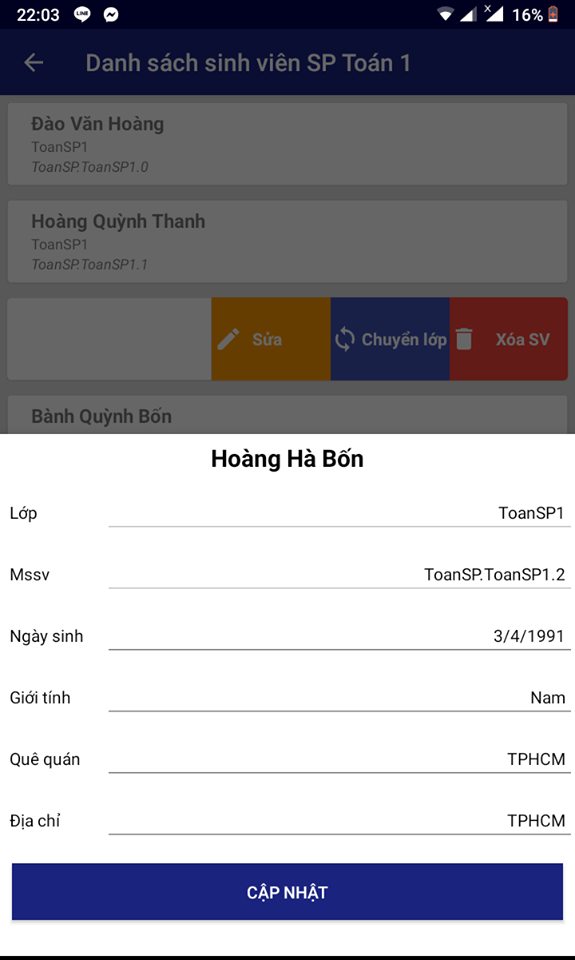 22:03 LINE 16%
Danh sách sinh viên SP Toán 1
Đào Văn Hoàng
ToanSP1
ToanSP.ToanSP1.0
Hoàng Quỳnh Thanh
ToanSP1
ToanSP.ToanSP1.1
Sửa Chuyển lớp Xóa SV
Bành Quỳnh Bốn
Hoàng Hà Bốn
Lớp ToanSP1
Mssv ToanSP.ToanSP1.2
Ngày sinh 3/4/1991
Giới tính Nam
Quê quán TPHCM
Địa chỉ TPHCM
CẬP NHẬT